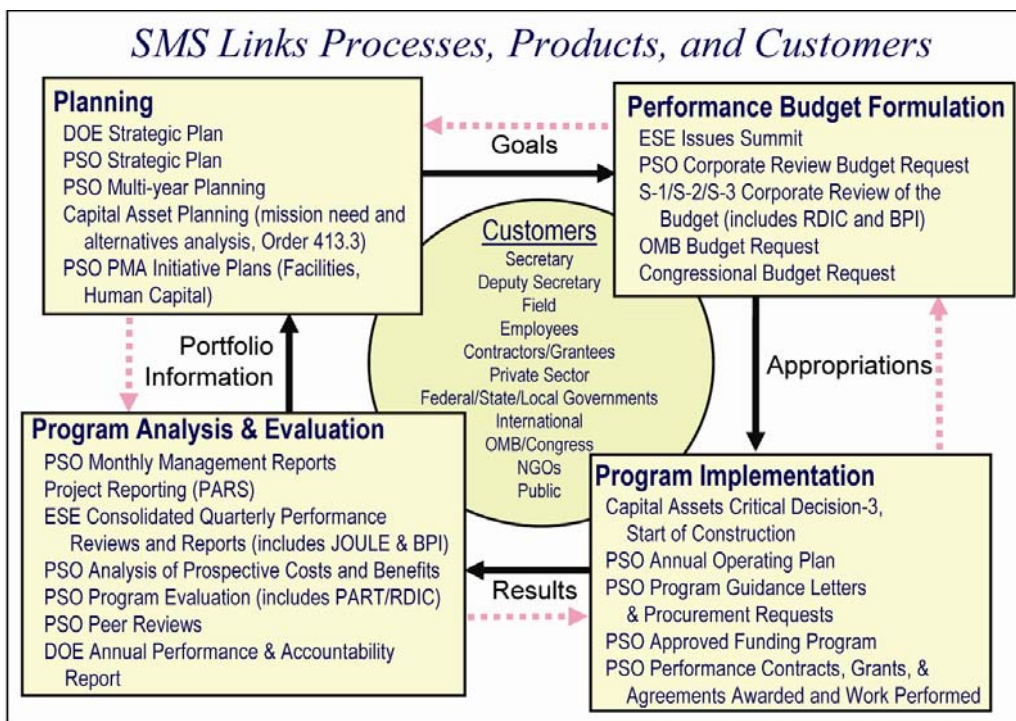 SMS Links Processes, Products, and Customers
Planning
DOE Strategic Plan
PSO Strategic Plan
PSO Multi-year Planning
Capital Asset Planning (mission need and
alternatives analysis, Order 413.3)
PSO PMA Initiative Plans (Facilities,
Human Capital)
Goals
Performance Budget Formulation
ESE Issues Summit
PSO Corporate Review Budget Request
S-1/S-2/S-3 Corporate Review of the
Budget (includes RDIC and BPI)
OMB Budget Request
Congressional Budget Request
Customers
Secretary
Deputy Secretary
Field
Employees
Contractors/Grantees
Private Sector
Federal/State/Local Governments
International
OMB/Congress
NGOs
Public
Portfolio
Information
Appropriations
Program Analysis & Evaluation
PSO Monthly Management Reports
Project Reporting (PARS)
ESE Consolidated Quarterly Performance
Reviews and Reports (includes JOULE & BPI)
PSO Analysis of Prospective Costs and Benefits
PSO Program Evaluation (includes PART/RDIC)
PSO Peer Reviews
DOE Annual Performance & Accountability
Report
Results
Program Implementation
Capital Assets Critical Decision-3,
Start of Construction
PSO Annual Operating Plan
PSO Program Guidance Letters
& Procurement Requests
PSO Approved Funding Program
PSO Performance Contracts, Grants, &
Agreements Awarded and Work Performed